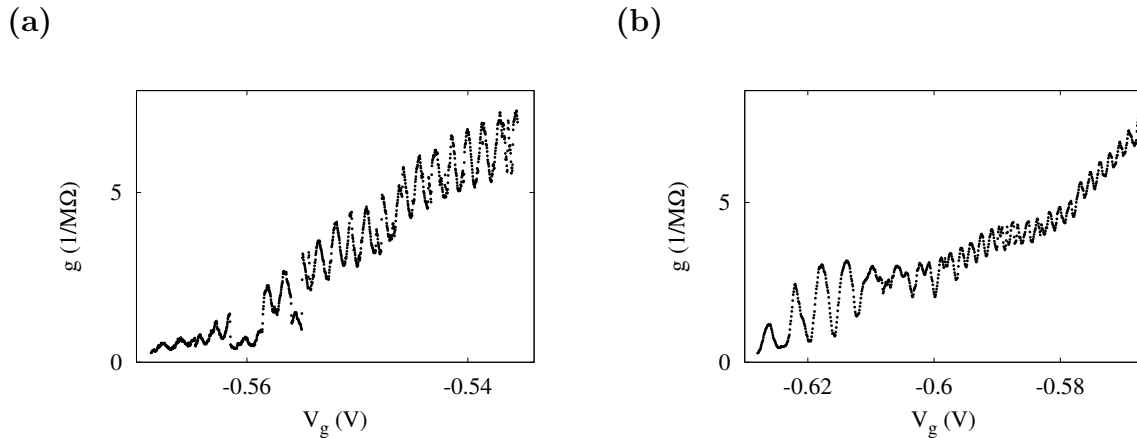 (a)
(b)
g (1/MΩ)
5
0
-0.56
-0.54
V_g (V)
g (1/MΩ)
5
0
-0.62
-0.6
-0.58
V_g (V)